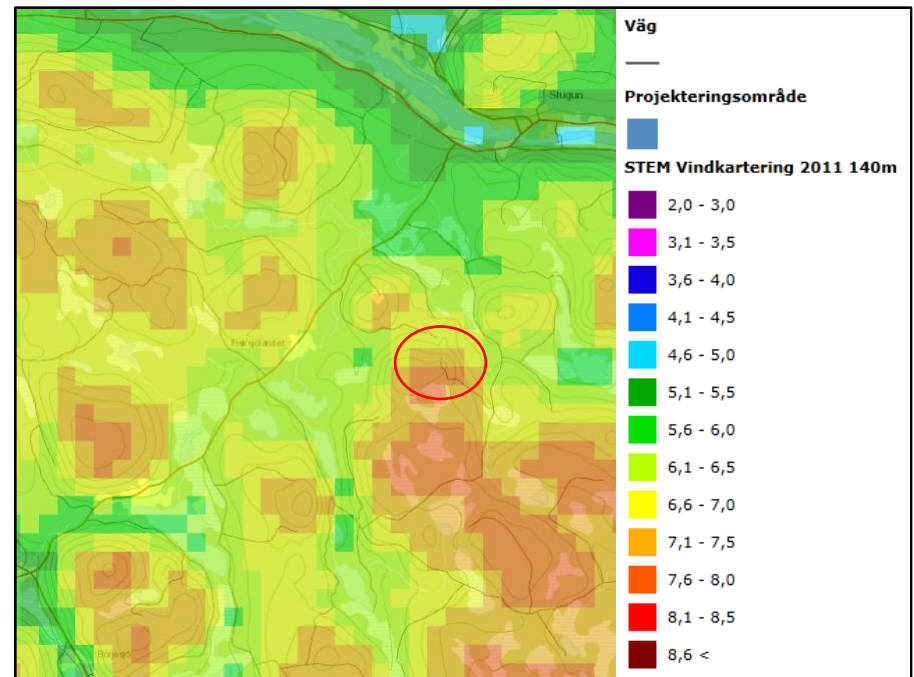 Stugun
Fisksjölandet
Börjesjö
Väg
Projekteringsområde
STEM Vindkartering 2011 140m
2,0 - 3,0
3,1 - 3,5
3,6 - 4,0
4,1 - 4,5
4,6 - 5,0
5,1 - 5,5
5,6 - 6,0
6,1 - 6,5
6,6 - 7,0
7,1 - 7,5
7,6 - 8,0
8,1 - 8,5
8,6 <